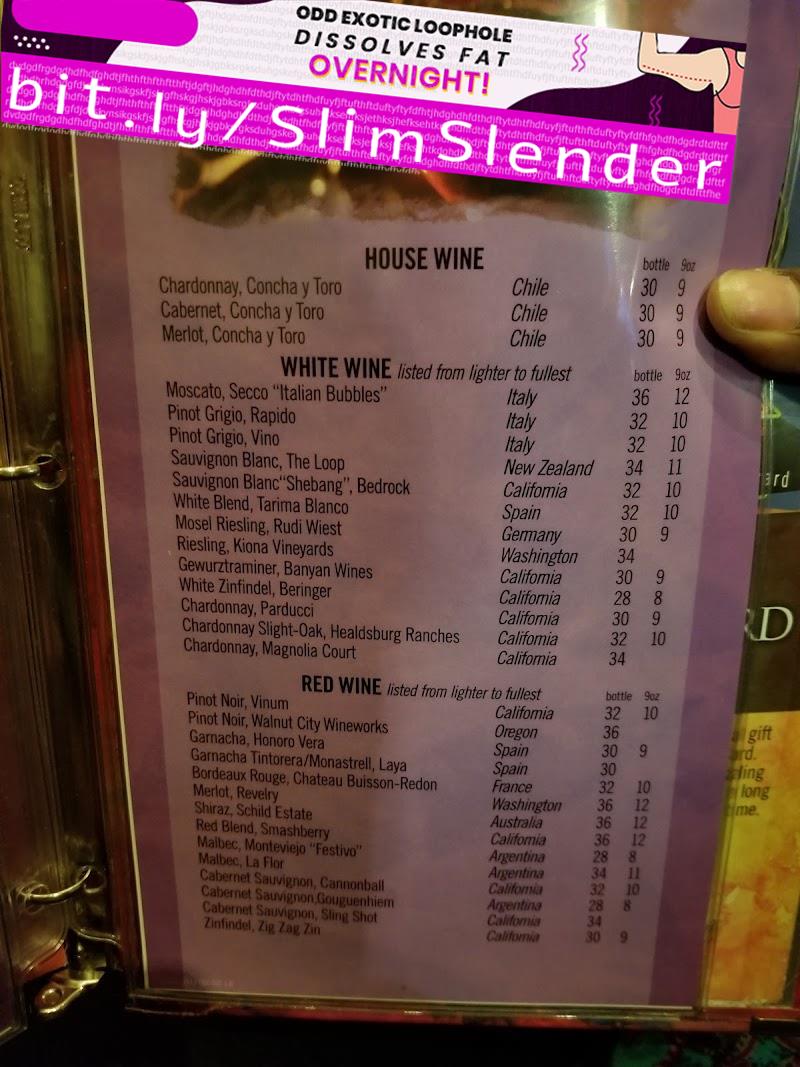 ODD EXOTIC LOOPHOLE
DISSOLVES FAT
OVERNIGHT!
bit.ly/SlimSlender
HOUSE WINE bottle 9oz
Chardonnay, Concha y Toro Chile 30 9
Cabernet, Concha y Toro Chile 30 9
Merlot, Concha y Toro Chile 30 9
WHITE WINE listed from lighter to fullest bottle 9oz
Moscato, Secco "Italian Bubbles" Italy 36 12
Pinot Grigio, Rapido Italy 32 10
Pinot Grigio, Vino Italy 32 10
Sauvignon Blanc, The Loop New Zealand 34 11
Sauvignon Blanc"Shebang", Bedrock California 32 10
White Blend, Tarima Blanco Spain 32 10
Mosel Riesling, Rudi Wiest Germany 30 9
Riesling, Kiona Vineyards Washington 34
Gewurztraminer, Banyan Wines California 30 9
White Zinfindel, Beringer California 28 8
Chardonnay, Parducci California 30 9
Chardonnay Slight-Oak, Healdsburg Ranches California 32 10
Chardonnay, Magnolia Court California 34
RED WINE listed from lighter to fullest bottle 9oz
Pinot Noir, Vinum California 32 10
Pinot Noir, Walnut City Wineworks Oregon 36
Garnacha, Honoro Vera Spain 30 9
Garnacha Tintorera/Monastrell, Laya Spain 30
Bordeaux Rouge, Chateau Buisson-Redon France 32 10
Merlot, Revelry Washington 36 12
Shiraz, Schild Estate Australia 36 12
Red Blend, Smashberry California 36 12
Malbec, Monteviejo "Festivo" Argentina 28 8
Malbec, La Flor Argentina 34 11
Cabernet Sauvignon, Cannonball California 32 10
Cabernet Sauvignon,Gouguenhiem Argentina 28 8
Cabernet Sauvignon, Sling Shot California 34
Zinfindel, Zig Zag Zin California 30 9
gift
long